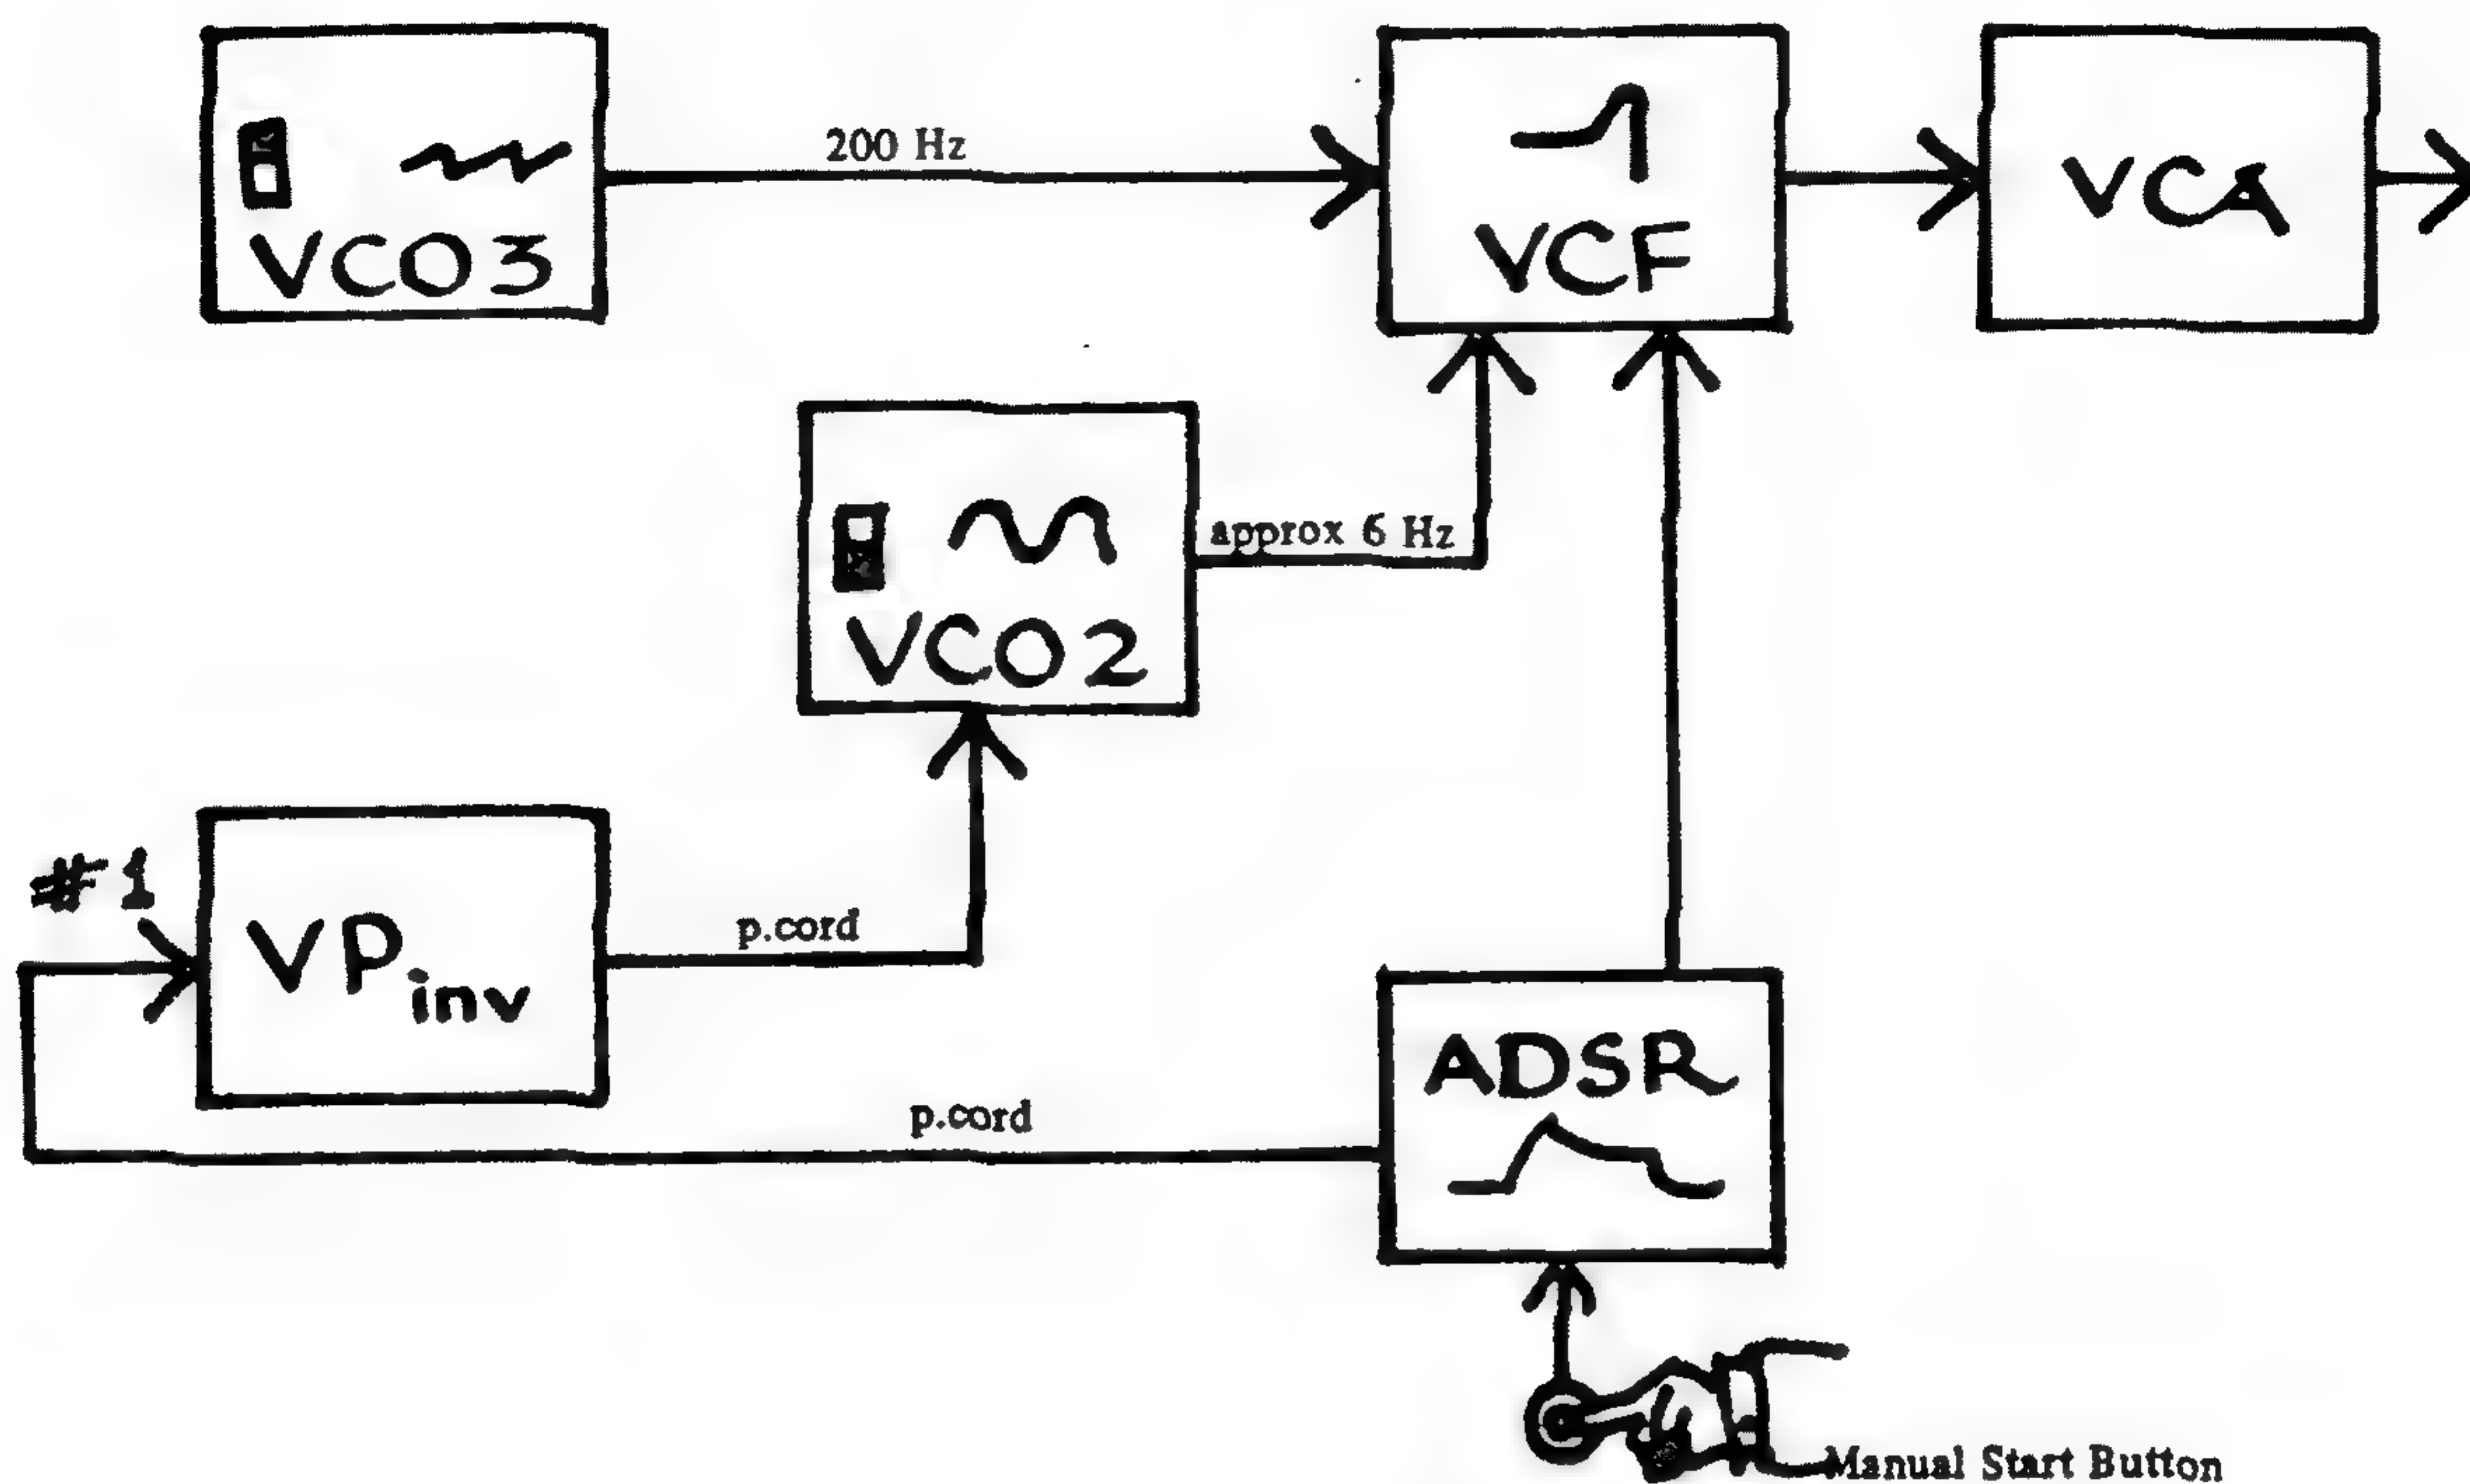 200 Hz
VCO3
VCF
VCA
approx 6 Hz
VCO2
#1
VPinv
p.cord
ADSR
p.cord
Manual Start Button